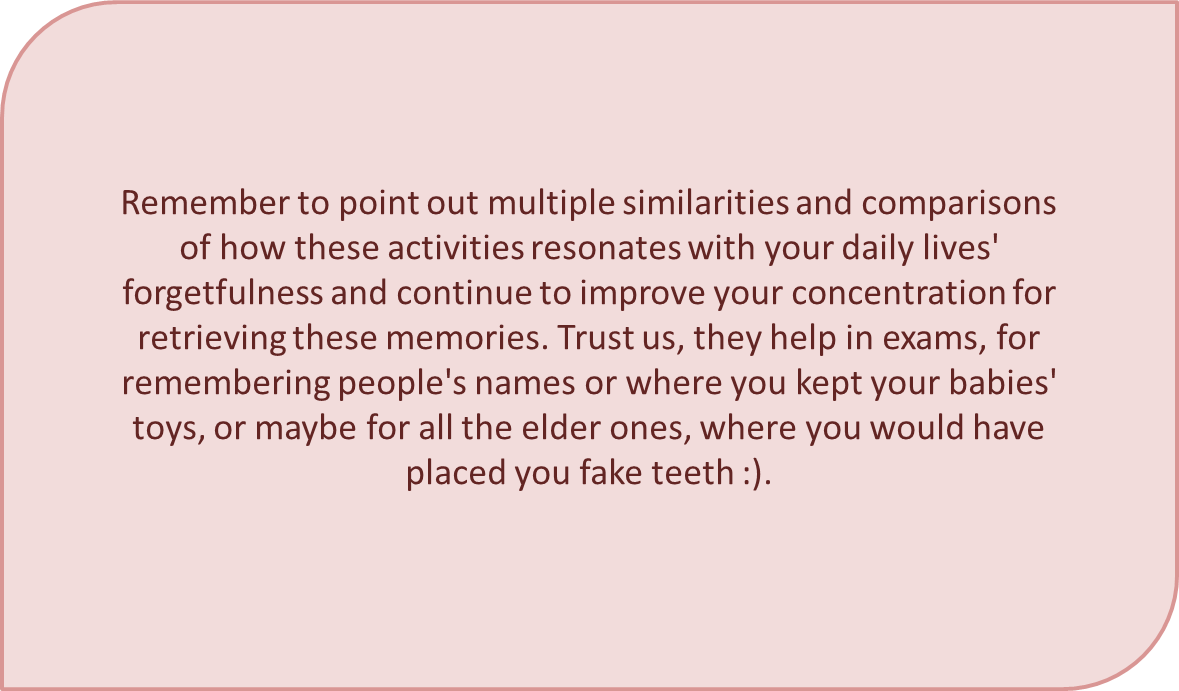 Remember to point out multiple similarities and comparisons
of how these activities resonates with your daily lives'
forgetfulness and continue to improve your concentration for
retrieving these memories. Trust us, they help in exams, for
remembering people's names or where you kept your babies'
toys, or maybe for all the elder ones, where you would have
placed you fake teeth :).